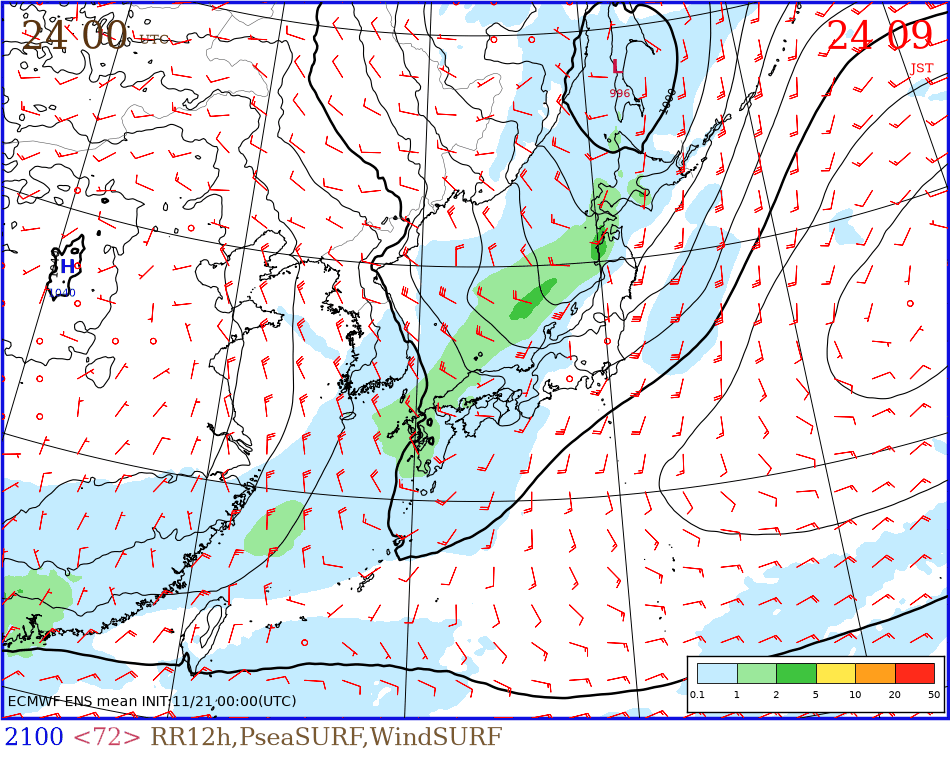 24 00 UTC
24 09
JST
L
996
1000
H
1040
0.1 1 2 5 10 20 50
ECMWF ENS mean INIT:11/21 00:00(UTC)
2100 <72> RR12h,PseaSURF,WindSURF